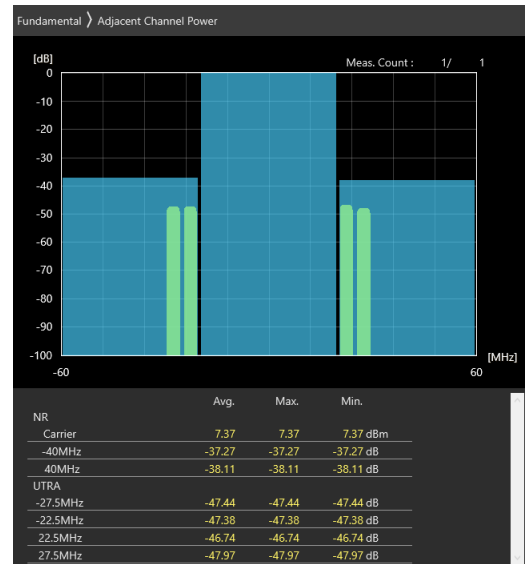 Fundamental 〉 Adjacent Channel Power
[dB]
Meas. Count : 1/ 1
0
-10
-20
-30
-40
-50
-60
-70
-80
-90
-100
[MHz]
-60 60
Avg. Max. Min.
NR
Carrier 7.37 7.37 7.37 dBm
-40MHz -37.27 -37.27 -37.27 dB
40MHz -38.11 -38.11 -38.11 dB
UTRA
-27.5MHz -47.44 -47.44 -47.44 dB
-22.5MHz -47.38 -47.38 -47.38 dB
22.5MHz -46.74 -46.74 -46.74 dB
27.5MHz -47.97 -47.97 -47.97 dB